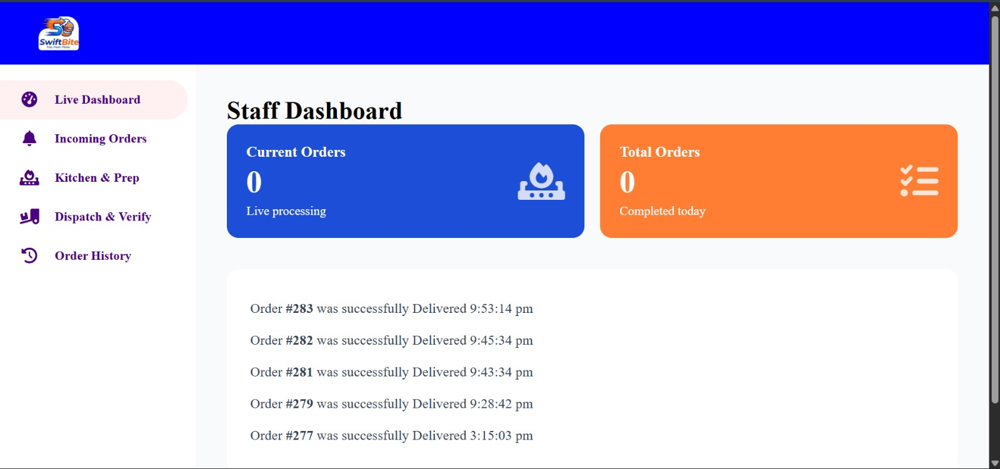 SwiftBite
Fast. Fresh. Flavor.
Live Dashboard
Incoming Orders
Kitchen & Prep
Dispatch & Verify
Order History
Staff Dashboard
Current Orders
0
Live processing
Total Orders
0
Completed today
Order #283 was successfully Delivered 9:53:14 pm
Order #282 was successfully Delivered 9:45:34 pm
Order #281 was successfully Delivered 9:43:34 pm
Order #279 was successfully Delivered 9:28:42 pm
Order #277 was successfully Delivered 3:15:03 pm